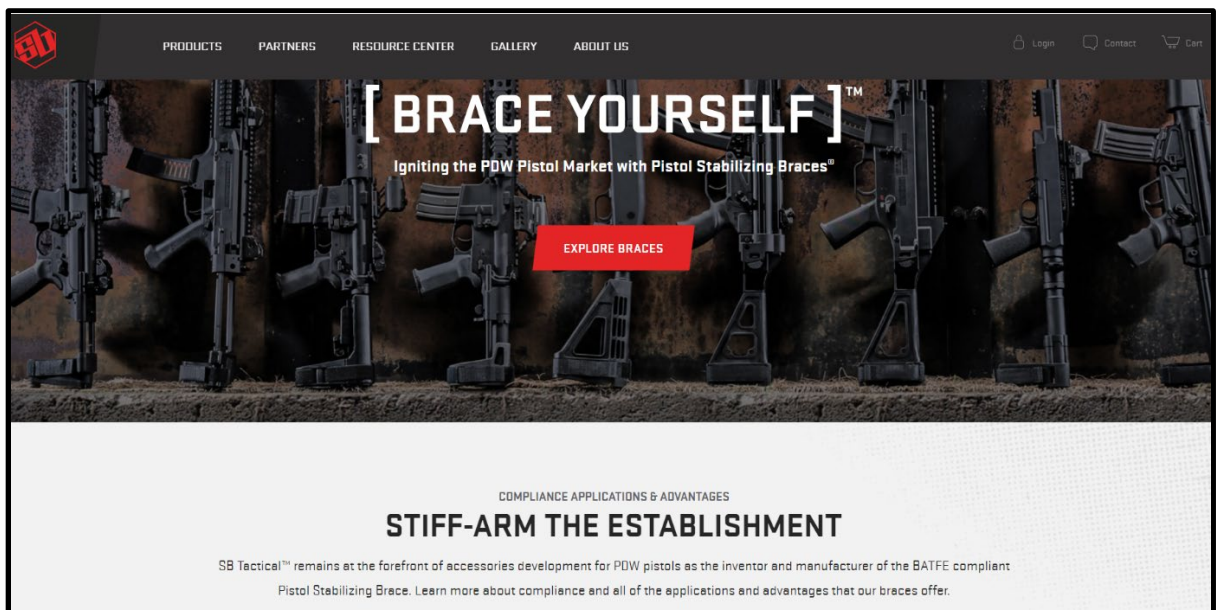 SB
PRODUCTS PARTNERS RESOURCE CENTER GALLERY ABOUT US Login Contact Cart
[ BRACE YOURSELF ]™
Igniting the PDW Pistol Market with Pistol Stabilizing Braces®
EXPLORE BRACES
COMPLIANCE APPLICATIONS & ADVANTAGES
STIFF-ARM THE ESTABLISHMENT
SB Tactical™ remains at the forefront of accessories development for PDW pistols as the inventor and manufacturer of the BATFE compliant
Pistol Stabilizing Brace. Learn more about compliance and all of the applications and advantages that our braces offer.